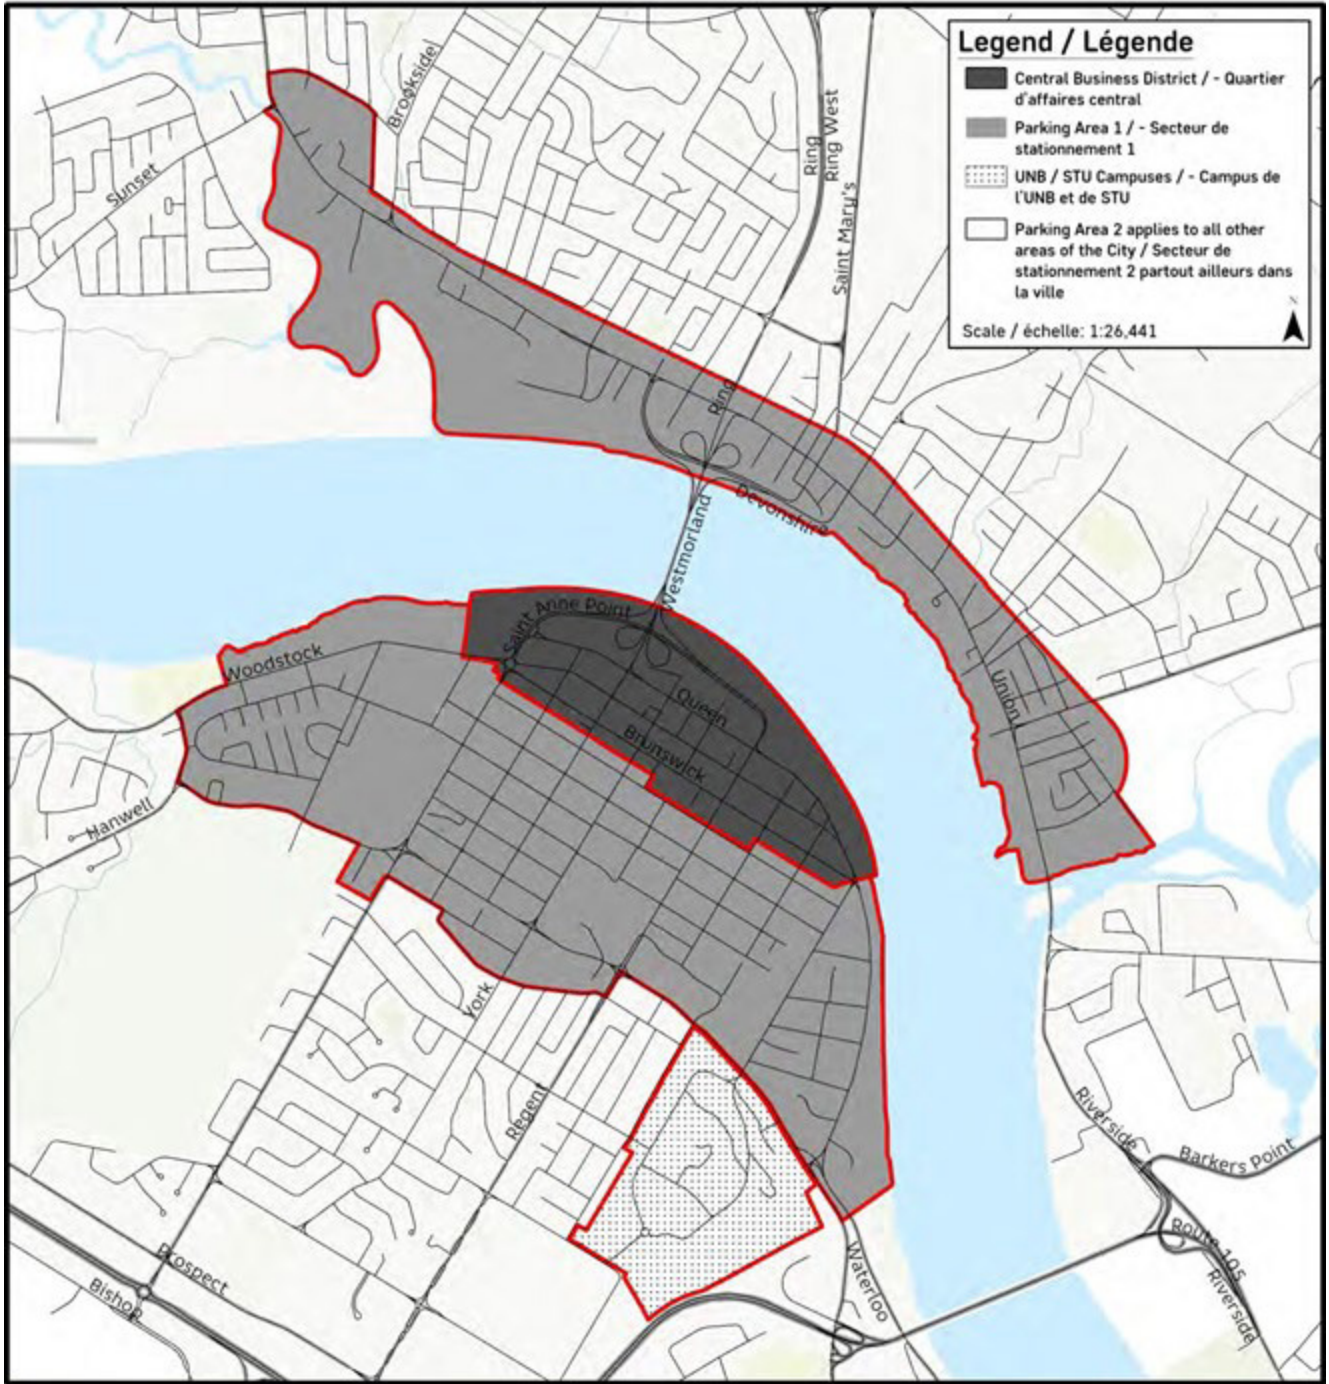 Legend / Légende
Central Business District / - Quartier
d'affaires central
Parking Area 1 / - Secteur de
stationnement 1
UNB / STU Campuses / - Campus de
l'UNB et de STU
Parking Area 2 applies to all other
areas of the City / Secteur de
stationnement 2 partout ailleurs dans
la ville
N
Scale / échelle: 1:26,441
Brookside
Sunset
Ring
Ring West
Saint Mary's
Ring
Devonshire
Westmorland
Saint Anne Point
Woodstock
Queen
Brunswick
Union
Hanwell
York
Regent
Riverside
Barkers Point
Route 105
Riverside
Waterloo
Prospect
Bishop